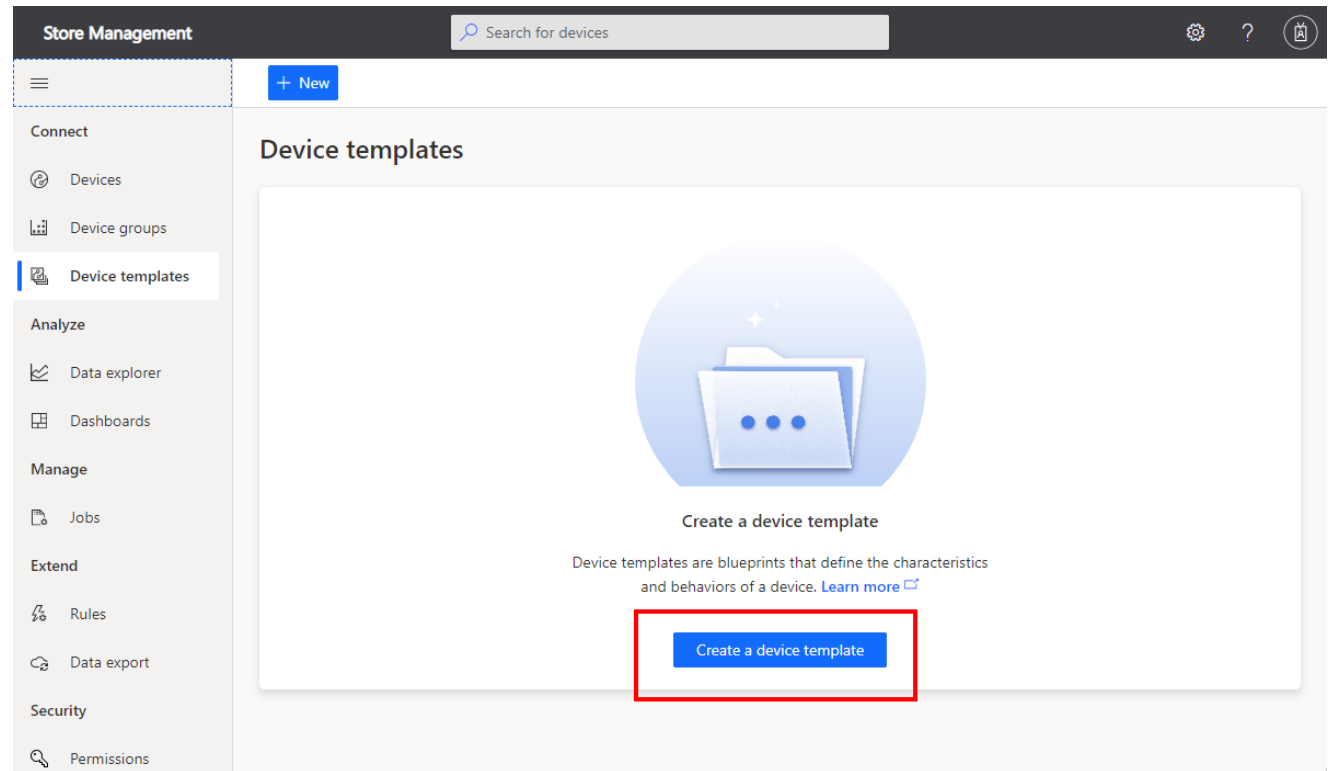 Store Management
Search for devices
?
+ New
Connect
Devices
Device groups
Device templates
Analyze
Data explorer
Dashboards
Manage
Jobs
Extend
Rules
Data export
Security
Permissions
Device templates
Create a device template
Device templates are blueprints that define the characteristics
and behaviors of a device. Learn more
Create a device template